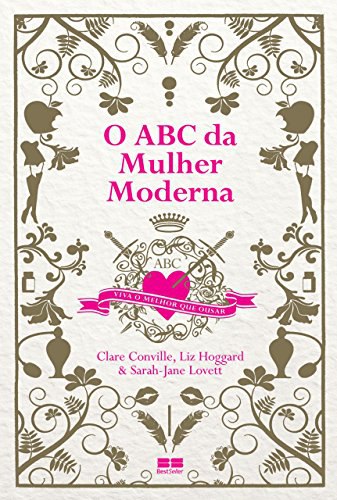 O ABC da
Mulher
Moderna
ABC
VIVA O MELHOR QUE OUSAR
Clare Conville, Liz Hoggard
& Sarah-Jane Lovett
BestSeller